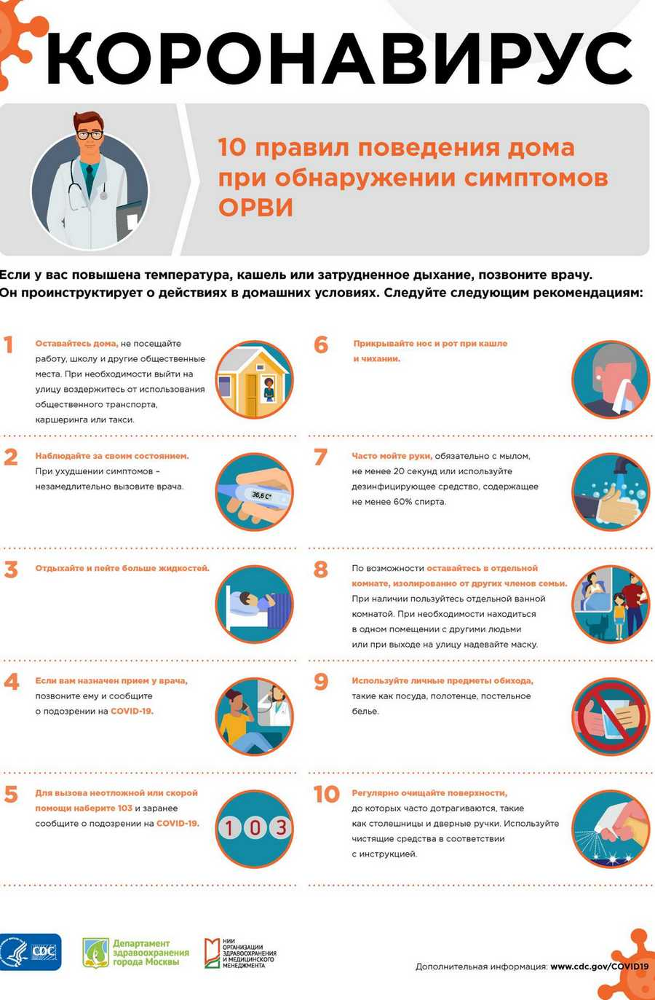 КОРОНАВИРУС
10 правил поведения дома
при обнаружении симптомов
ОРВИ
Если у вас повышена температура, кашель или затрудненное дыхание, позвоните врачу.
Он проинструктирует о действиях в домашних условиях. Следуйте следующим рекомендациям:
1
Оставайтесь дома, не посещайте
работу, школу и другие общественные
места. При необходимости выйти на
улицу воздержитесь от использования
общественного транспорта,
каршеринга или такси.
2
Наблюдайте за своим состоянием.
При ухудшении симптомов –
незамедлительно вызовите врача.
36,6 C°
3
Отдыхайте и пейте больше жидкостей.
4
Если вам назначен прием у врача,
позвоните ему и сообщите
о подозрении на COVID-19.
5
Для вызова неотложной или скорой
помощи наберите 103 и заранее
сообщите о подозрении на COVID-19.
1 0 3
6
Прикрывайте нос и рот при кашле
и чихании.
7
Часто мойте руки, обязательно с мылом,
не менее 20 секунд или используйте
дезинфицирующее средство, содержащее
не менее 60% спирта.
8
По возможности оставайтесь в отдельной
комнате, изолированно от других членов семьи.
При наличии пользуйтесь отдельной ванной
комнатой. При необходимости находиться
в одном помещении с другими людьми
или при выходе на улицу надевайте маску.
9
Используйте личные предметы обихода,
такие как посуда, полотенце, постельное
белье.
10
Регулярно очищайте поверхности,
до которых часто дотрагиваются, такие
как столешницы и дверные ручки. Используйте
чистящие средства в соответствии
с инструкцией.
CDC
Департамент
здравоохранения
города Москвы
НИИ
ОРГАНИЗАЦИИ
ЗДРАВООХРАНЕНИЯ
И МЕДИЦИНСКОГО
МЕНЕДЖМЕНТА
Дополнительная информация: www.cdc.gov/COVID19